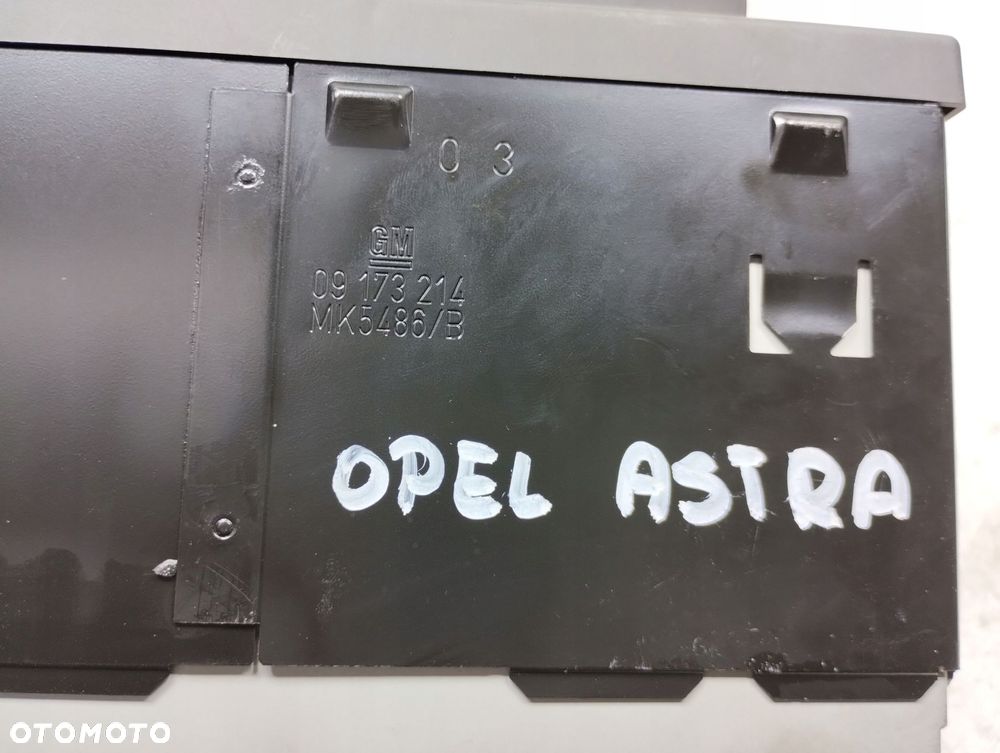 0 3
GM
09 173 214
MK5486/B
OPEL ASTRA
OTOMOTO